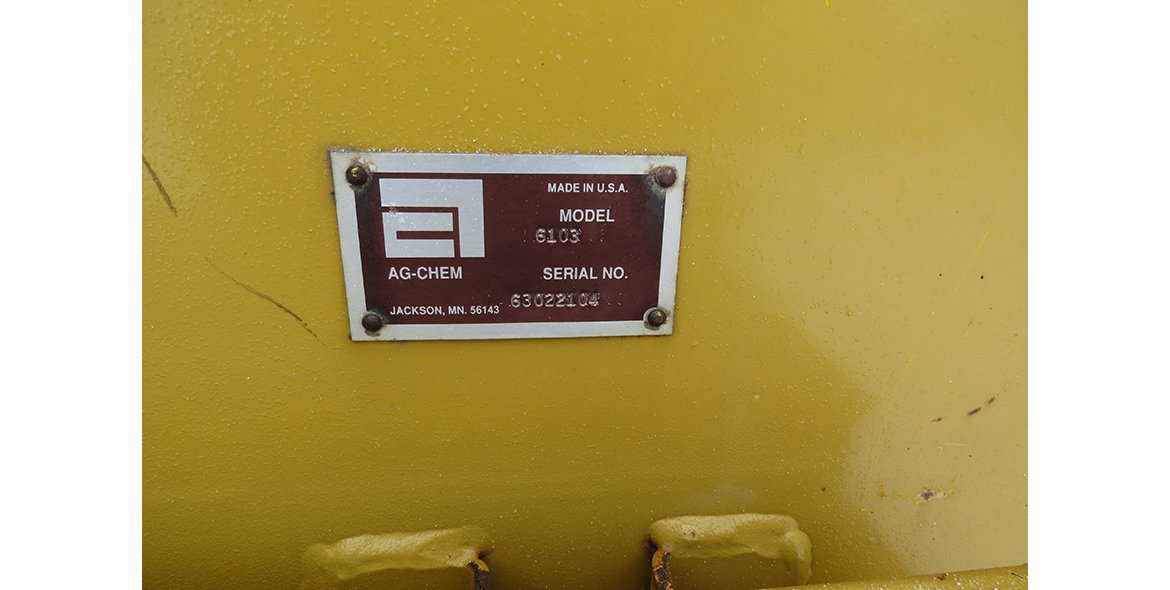 MADE IN U.S.A.
MODEL
6103
AG-CHEM
SERIAL NO.
63022104
JACKSON, MN. 56143